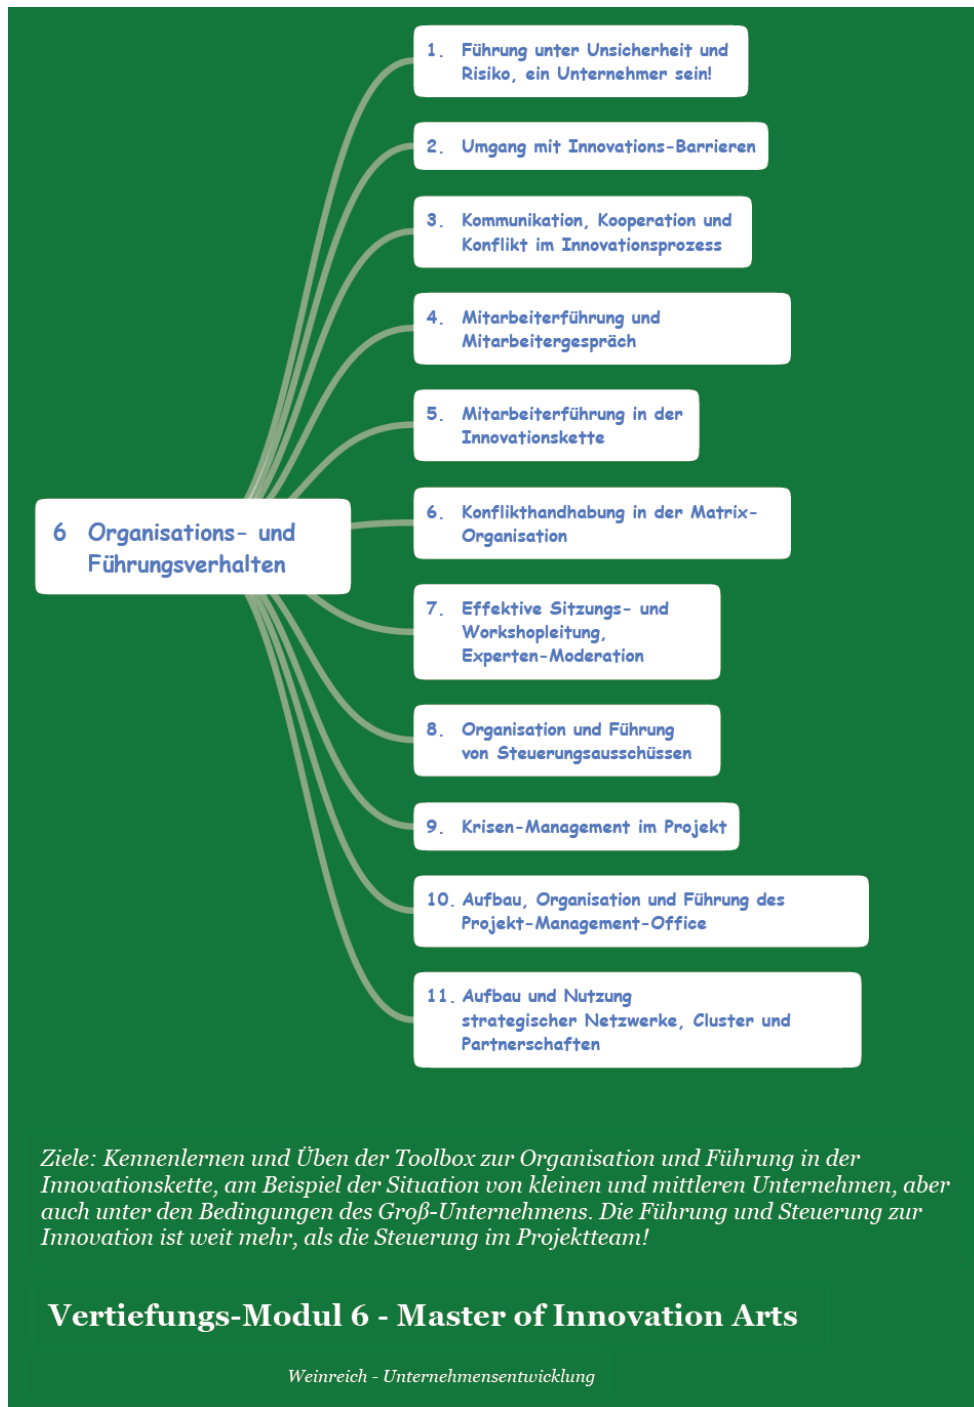 1. Führung unter Unsicherheit und
Risiko, ein Unternehmer sein!
2. Umgang mit Innovations-Barrieren
3. Kommunikation, Kooperation und
Konflikt im Innovationsprozess
4. Mitarbeiterführung und
Mitarbeitergespräch
5. Mitarbeiterführung in der
Innovationskette
6 Organisations- und
Führungsverhalten
6. Konflikthandhabung in der Matrix-
Organisation
7. Effektive Sitzungs- und
Workshopleitung,
Experten-Moderation
8. Organisation und Führung
von Steuerungsausschüssen
9. Krisen-Management im Projekt
10. Aufbau, Organisation und Führung des
Projekt-Management-Office
11. Aufbau und Nutzung
strategischer Netzwerke, Cluster und
Partnerschaften
Ziele: Kennenlernen und Üben der Toolbox zur Organisation und Führung in der
Innovationskette, am Beispiel der Situation von kleinen und mittleren Unternehmen, aber
auch unter den Bedingungen des Groß-Unternehmens. Die Führung und Steuerung zur
Innovation ist weit mehr, als die Steuerung im Projektteam!
Vertiefungs-Modul 6 - Master of Innovation Arts
Weinreich - Unternehmensentwicklung